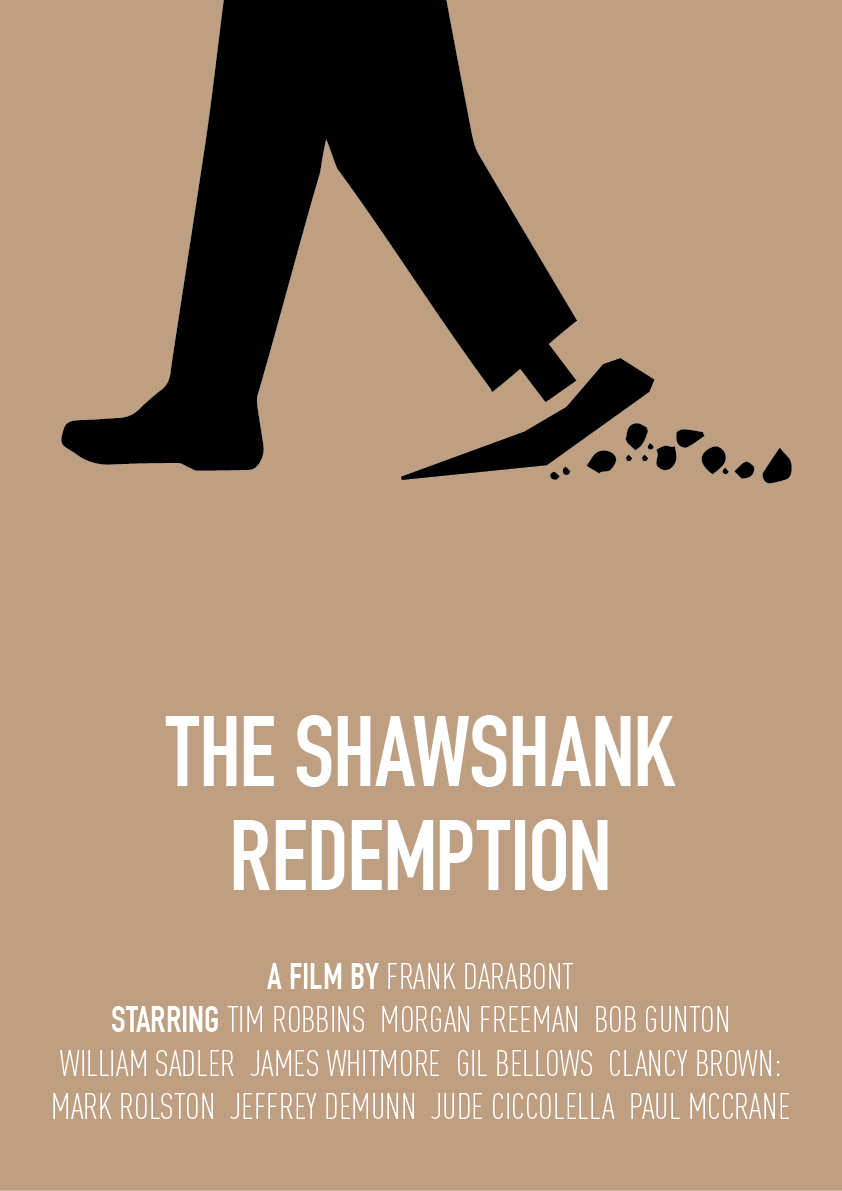 THE SHAWSHANK
REDEMPTION
A FILM BY FRANK DARABONT
STARRING TIM ROBBINS MORGAN FREEMAN BOB GUNTON
WILLIAM SADLER JAMES WHITMORE GIL BELLOWS CLANCY BROWN:
MARK ROLSTON JEFFREY DEMUNN JUDE CICCOLELLA PAUL MCCRANE